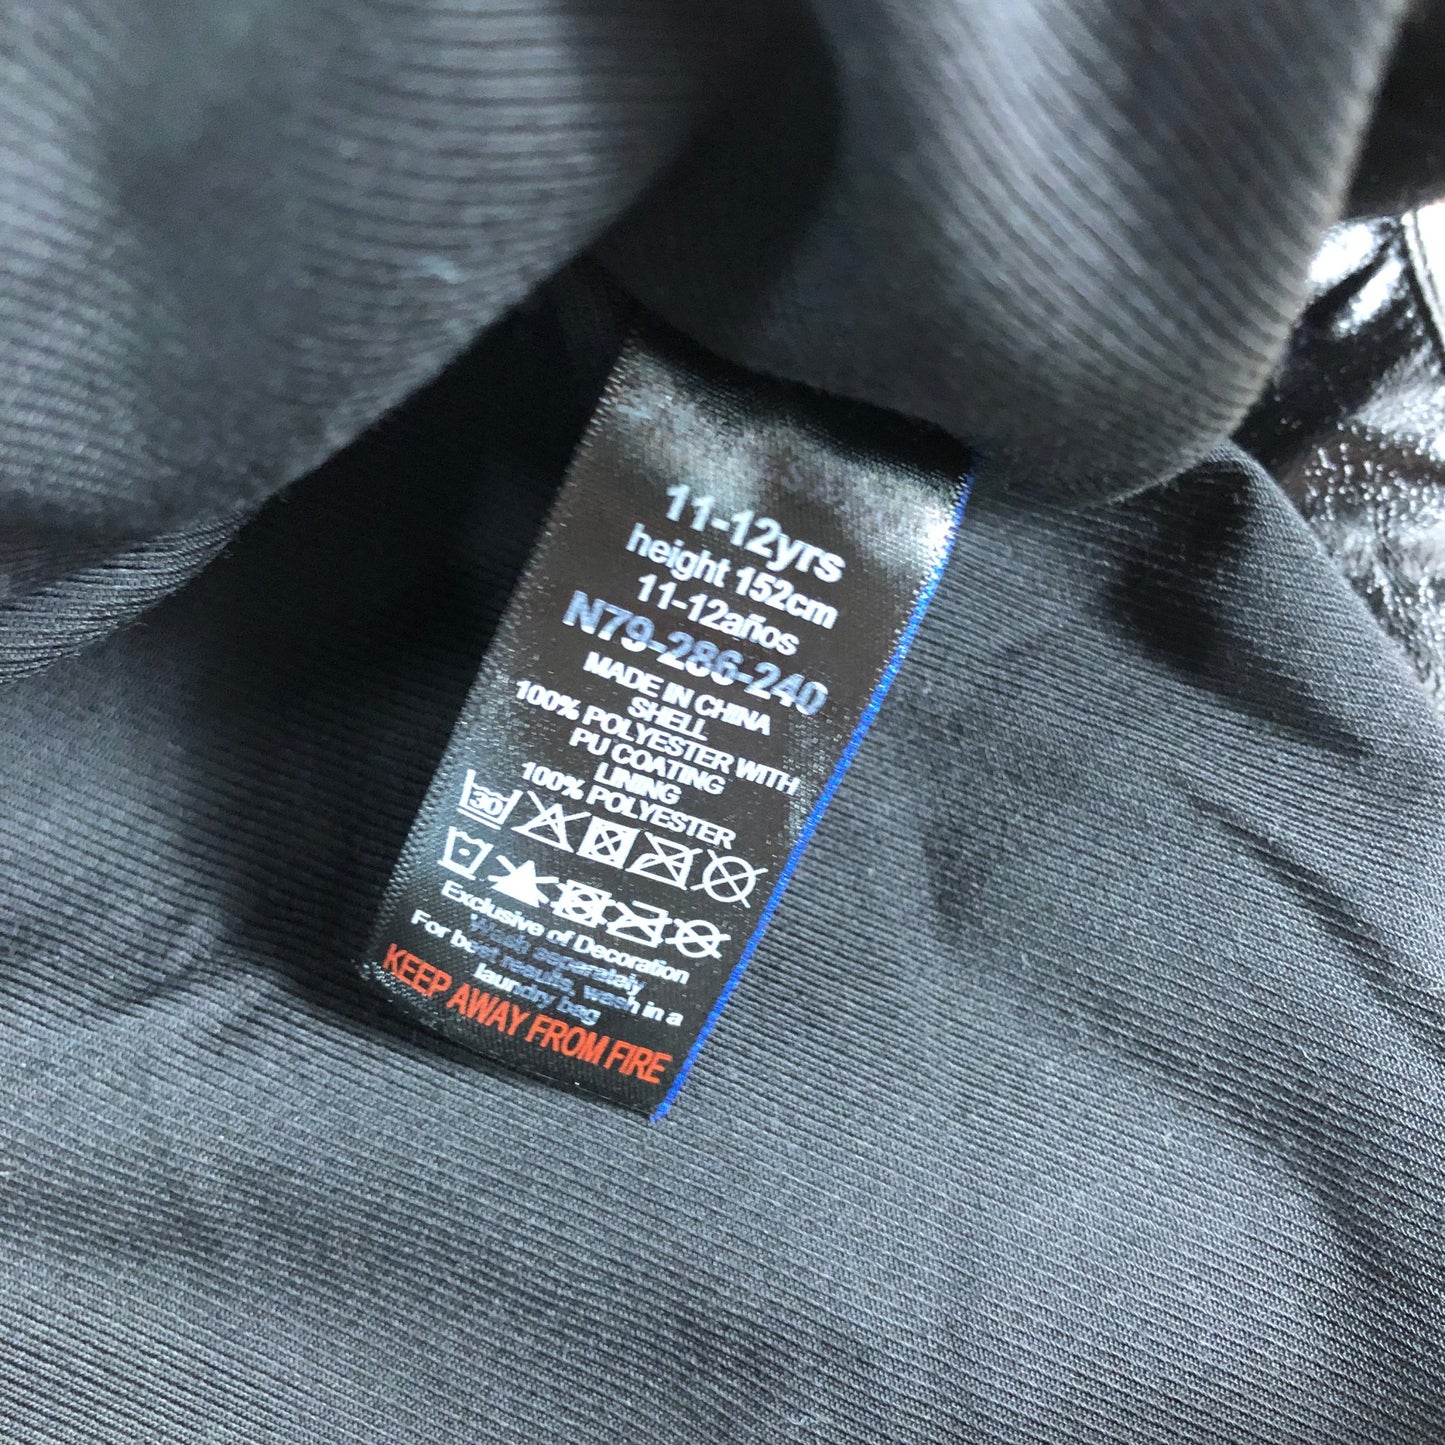 11-12yrs
height 152cm
11-12años
N79-286-240
MADE IN CHINA
SHELL
100% POLYESTER WITH
PU COATING
LINING
100% POLYESTER
30
Exclusive of Decoration
Wash separately
For best results, wash in a
laundry bag
KEEP AWAY FROM FIRE